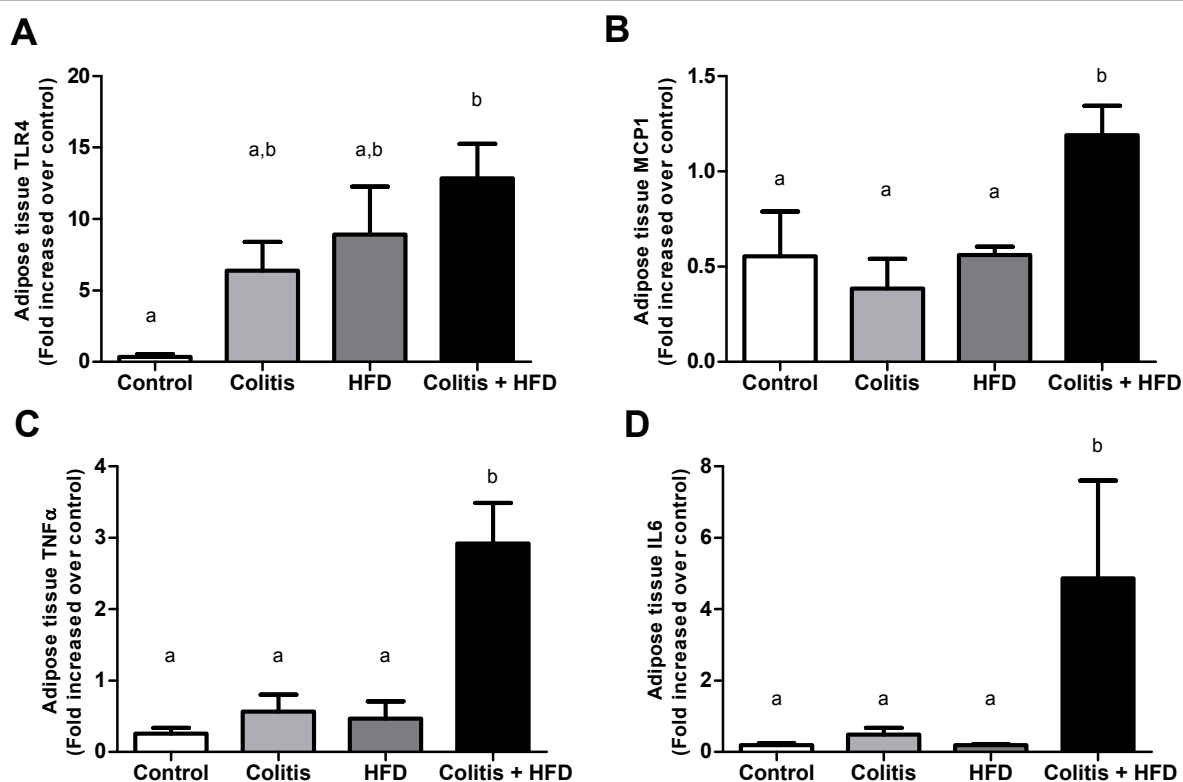 A
Adipose tissue TLR4
(Fold increased over control)
20
15
10
5
0
a
a,b
a,b
b
Control
Colitis
HFD
Colitis + HFD
B
Adipose tissue MCP1
(Fold increased over control)
1.5
1.0
0.5
0.0
a
a
a
b
Control
Colitis
HFD
Colitis + HFD
C
Adipose tissue TNFα
(Fold increased over control)
4
3
2
1
0
a
a
a
b
Control
Colitis
HFD
Colitis + HFD
D
Adipose tissue IL6
(Fold increased over control)
8
6
4
2
0
a
a
a
b
Control
Colitis
HFD
Colitis + HFD